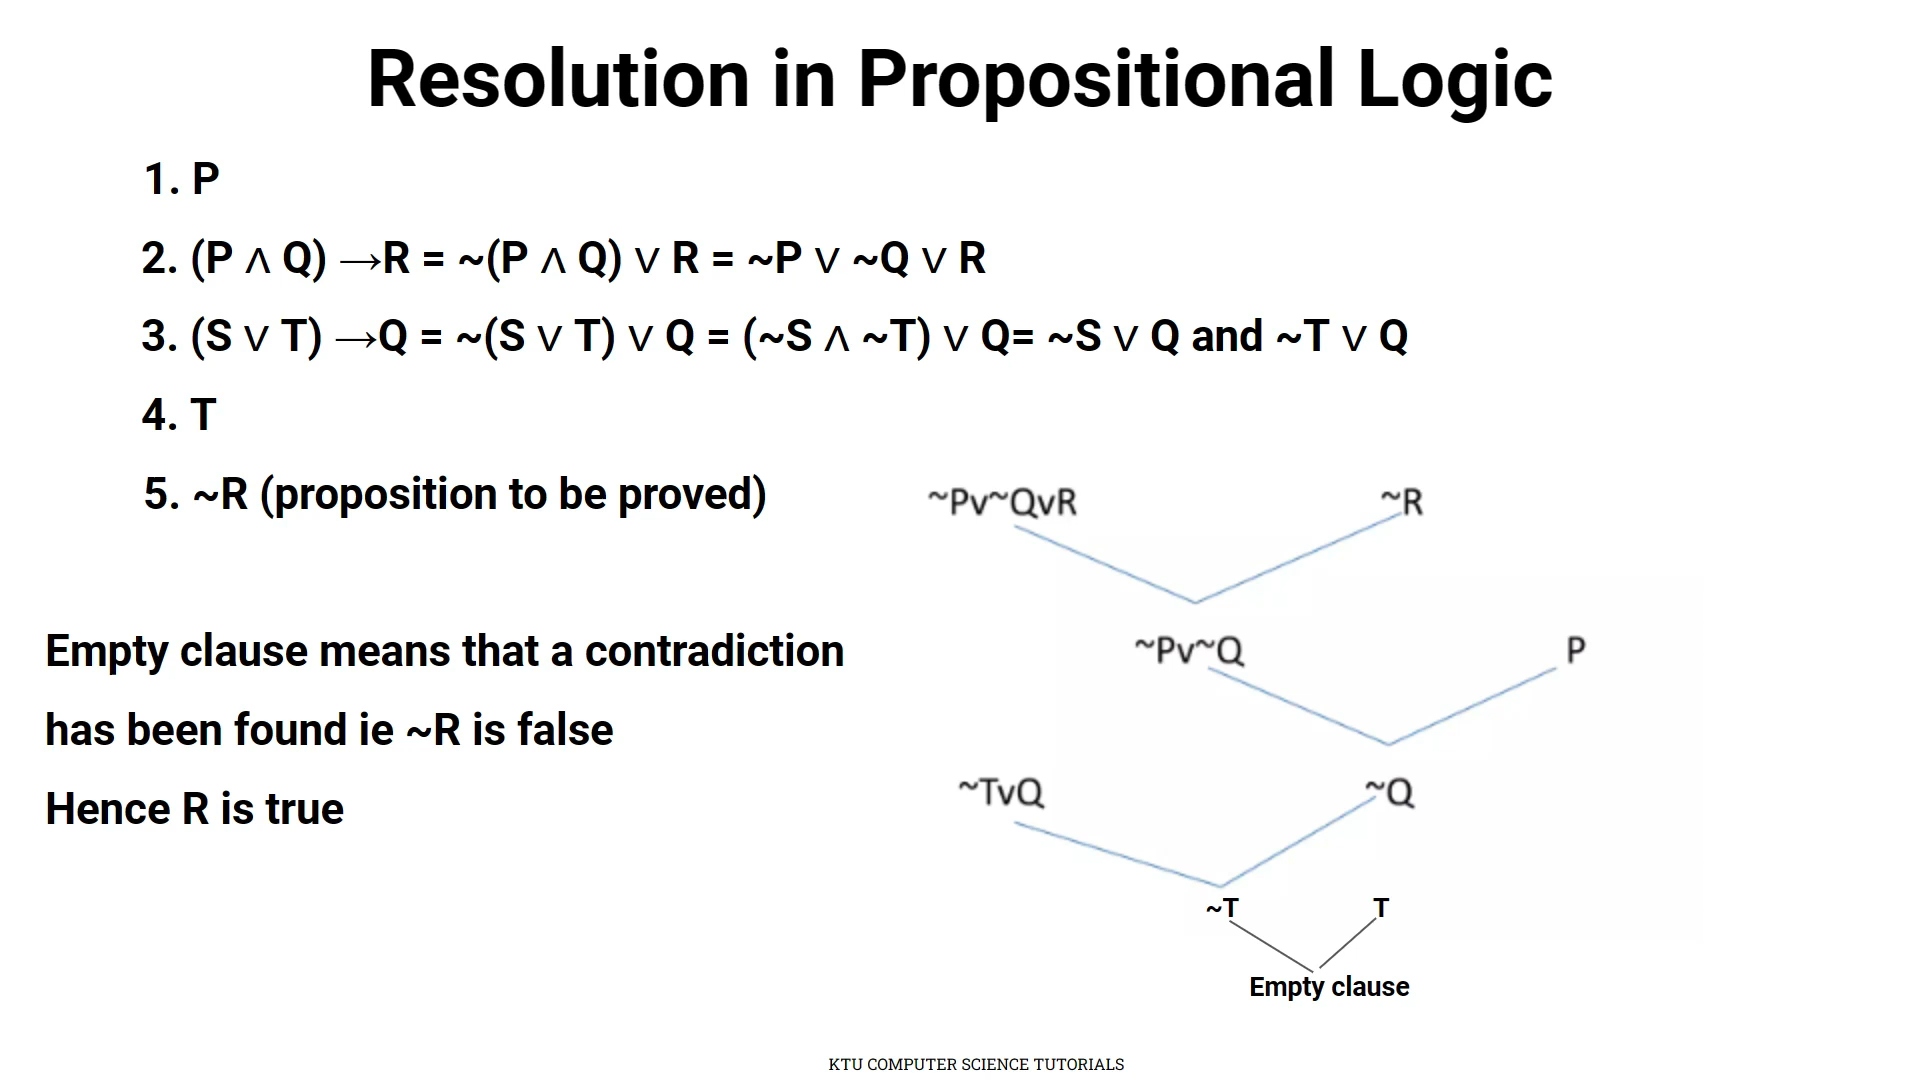 Resolution in Propositional Logic
1. P
2. (P ∧ Q) →R = ~(P ∧ Q) ∨ R = ~P ∨ ~Q ∨ R
3. (S ∨ T) →Q = ~(S ∨ T) ∨ Q = (~S ∧ ~T) ∨ Q= ~S ∨ Q and ~T ∨ Q
4. T
5. ~R (proposition to be proved)
~Pv~QvR
~R
Empty clause means that a contradiction
has been found ie ~R is false
Hence R is true
~Pv~Q
P
~TvQ
~Q
~T
T
Empty clause
KTU COMPUTER SCIENCE TUTORIALS